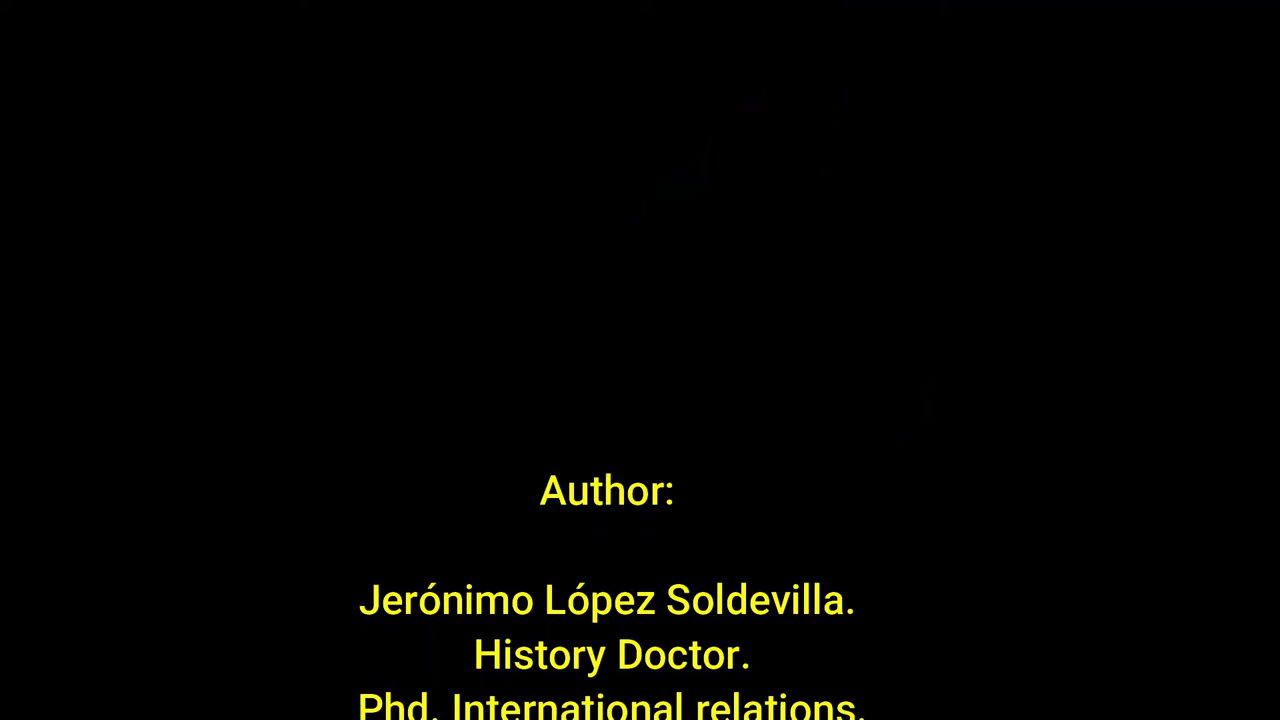 Author:
Jerónimo López Soldevilla.
History Doctor.
Phd. International relations.